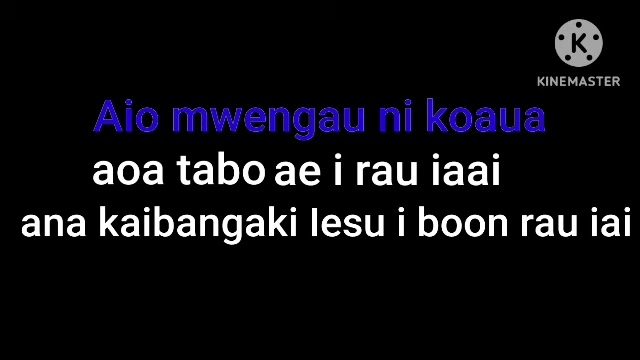 KINEMASTER
Aio mwengau ni koaua
aoa tabo ae i rau iaai
ana kaibangaki Iesu i boon rau iai